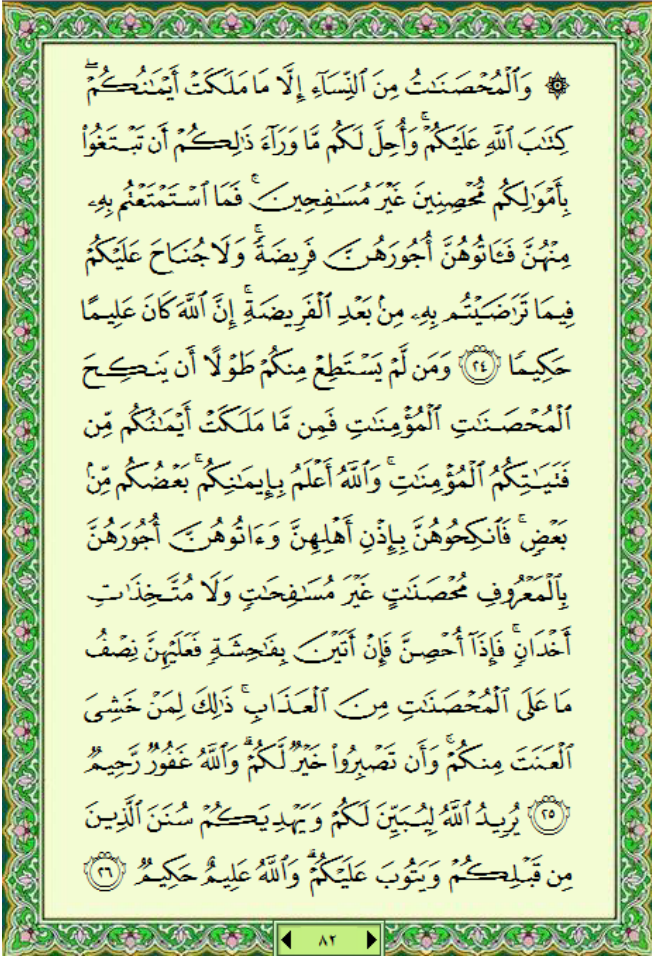 ۞ وَٱلْمُحْصَنَـٰتُ مِنَ ٱلنِّسَآءِ إِلَّا مَا مَلَكَتْ أَيْمَـٰنُكُمْ ۖ
كِتَـٰبَ ٱللَّهِ عَلَيْكُمْ ۚ وَأُحِلَّ لَكُم مَّا وَرَآءَ ذَٰلِكُمْ أَن تَبْتَغُوا۟
بِأَمْوَٰلِكُم مُّحْصِنِينَ غَيْرَ مُسَـٰفِحِينَ ۚ فَمَا ٱسْتَمْتَعْتُم بِهِۦ
مِنْهُنَّ فَـَٔاتُوهُنَّ أُجُورَهُنَّ فَرِيضَةً ۚ وَلَا جُنَاحَ عَلَيْكُمْ
فِيمَا تَرَٰضَيْتُم بِهِۦ مِنۢ بَعْدِ ٱلْفَرِيضَةِ ۚ إِنَّ ٱللَّهَ كَانَ عَلِيمًا
حَكِيمًا ٢٤ وَمَن لَّمْ يَسْتَطِعْ مِنكُمْ طَوْلًا أَن يَنكِحَ
ٱلْمُحْصَنَـٰتِ ٱلْمُؤْمِنَـٰتِ فَمِن مَّا مَلَكَتْ أَيْمَـٰنُكُم مِّن
فَتَيَـٰتِكُمُ ٱلْمُؤْمِنَـٰتِ ۚ وَٱللَّهُ أَعْلَمُ بِإِيمَـٰنِكُم ۚ بَعْضُكُم مِّنۢ
بَعْضٍ ۚ فَٱنكِحُوهُنَّ بِإِذْنِ أَهْلِهِنَّ وَءَاتُوهُنَّ أُجُورَهُنَّ
بِٱلْمَعْرُوفِ مُحْصَنَـٰتٍ غَيْرَ مُسَـٰفِحَـٰتٍ وَلَا مُتَّخِذَٰتِ
أَخْدَانٍ ۚ فَإِذَآ أُحْصِنَّ فَإِنْ أَتَيْنَ بِفَـٰحِشَةٍ فَعَلَيْهِنَّ نِصْفُ
مَا عَلَى ٱلْمُحْصَنَـٰتِ مِنَ ٱلْعَذَابِ ۚ ذَٰلِكَ لِمَنْ خَشِىَ
ٱلْعَنَتَ مِنكُمْ ۚ وَأَن تَصْبِرُوا۟ خَيْرٌ لَّكُمْ ۗ وَٱللَّهُ غَفُورٌ رَّحِيمٌ
٢٥ يُرِيدُ ٱللَّهُ لِيُبَيِّنَ لَكُمْ وَيَهْدِيَكُمْ سُنَنَ ٱلَّذِينَ
مِن قَبْلِكُمْ وَيَتُوبَ عَلَيْكُمْ ۗ وَٱللَّهُ عَلِيمٌ حَكِيمٌ ٢٦
٨٢